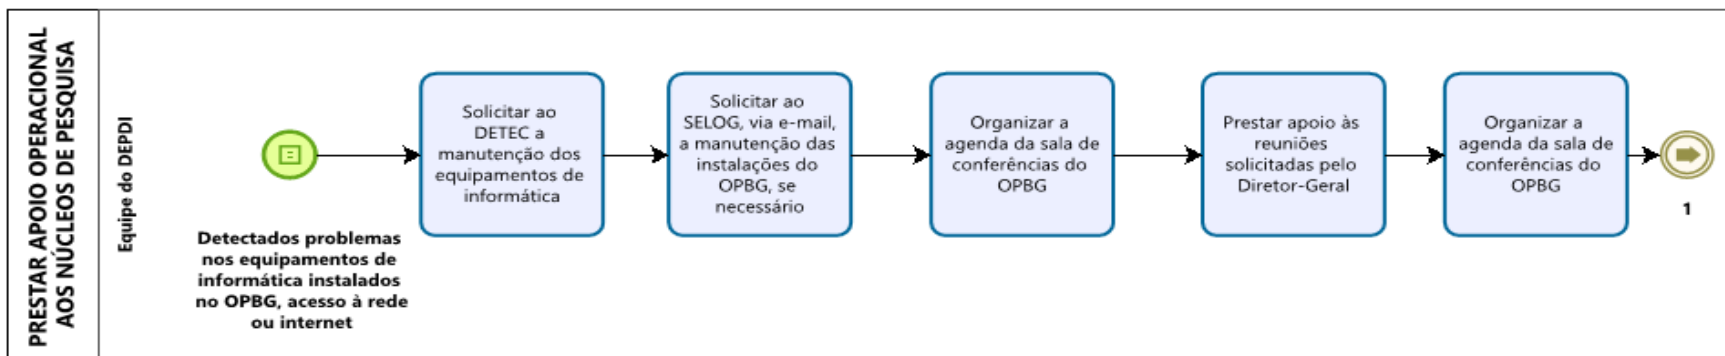 PRESTAR APOIO OPERACIONAL
AOS NÚCLEOS DE PESQUISA
Equipe do DEPDI
Detectados problemas
nos equipamentos de
informática instalados
no OPBG, acesso à rede
ou internet
Solicitar ao
DETEC a
manutenção dos
equipamentos de
informática
Solicitar ao
SELOG, via e-mail,
a manutenção das
instalações do
OPBG, se
necessário
Organizar a
agenda da sala de
conferências do
OPBG
Prestar apoio às
reuniões
solicitadas pelo
Diretor-Geral
Organizar a
agenda da sala de
conferências do
OPBG
1